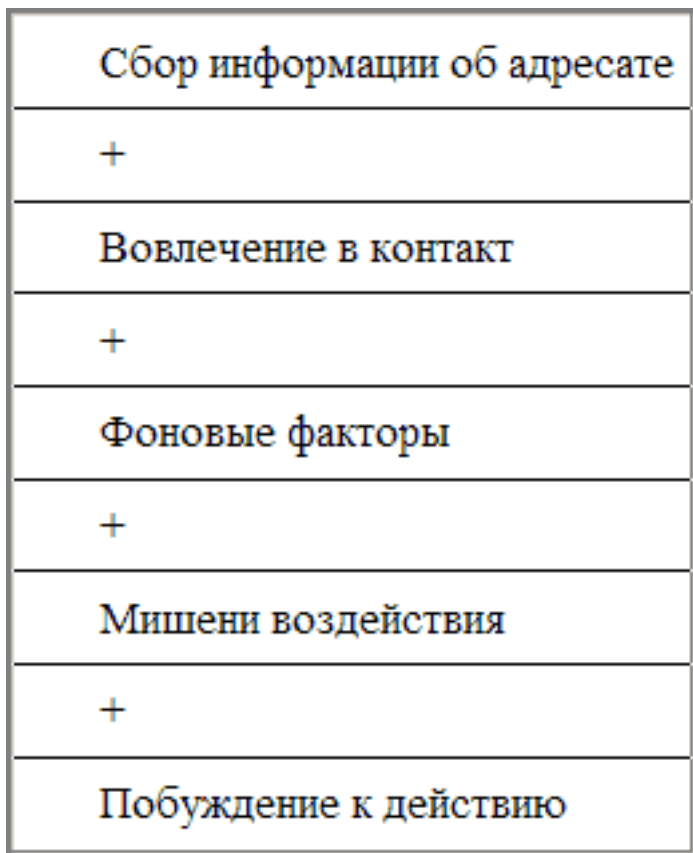 Сбор информации об адресате
+
Вовлечение в контакт
+
Фоновые факторы
+
Мишени воздействия
+
Побуждение к действию